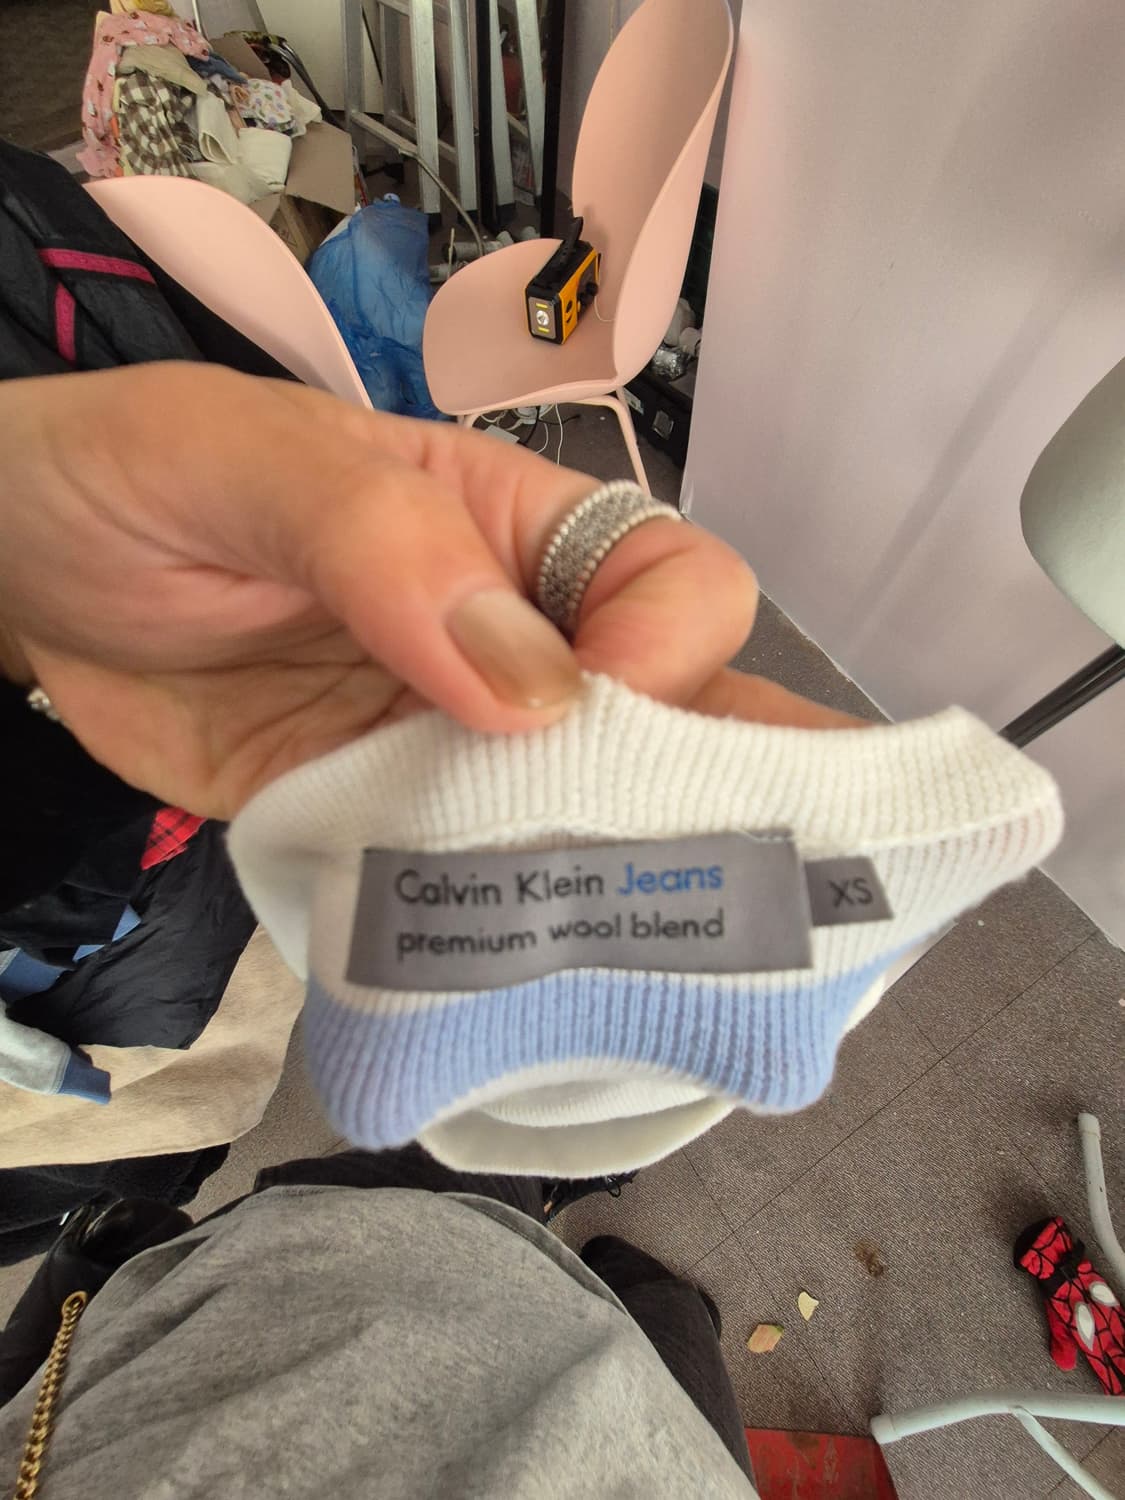 Calvin Klein Jeans
premium wool blend
XS